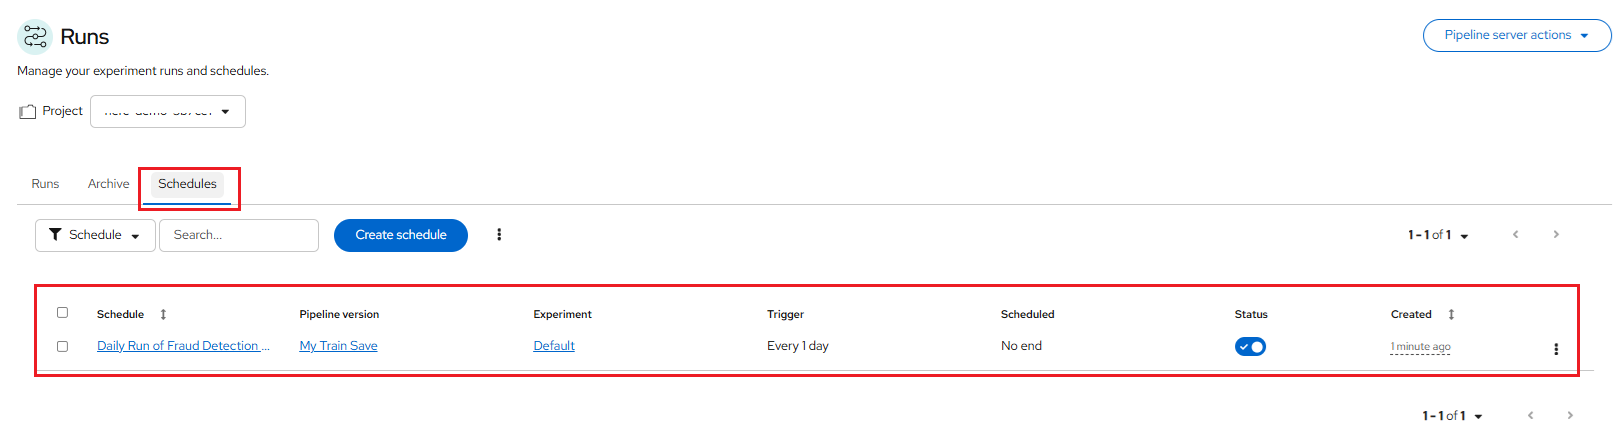 Runs
Pipeline server actions
Manage your experiment runs and schedules.
Project
Runs Archive Schedules
Schedule Search... Create schedule 1 - 1 of 1
Schedule Pipeline version Experiment Trigger Scheduled Status Created
Daily Run of Fraud Detection ... My Train Save Default Every 1 day No end 1 minute ago
1 - 1 of 1